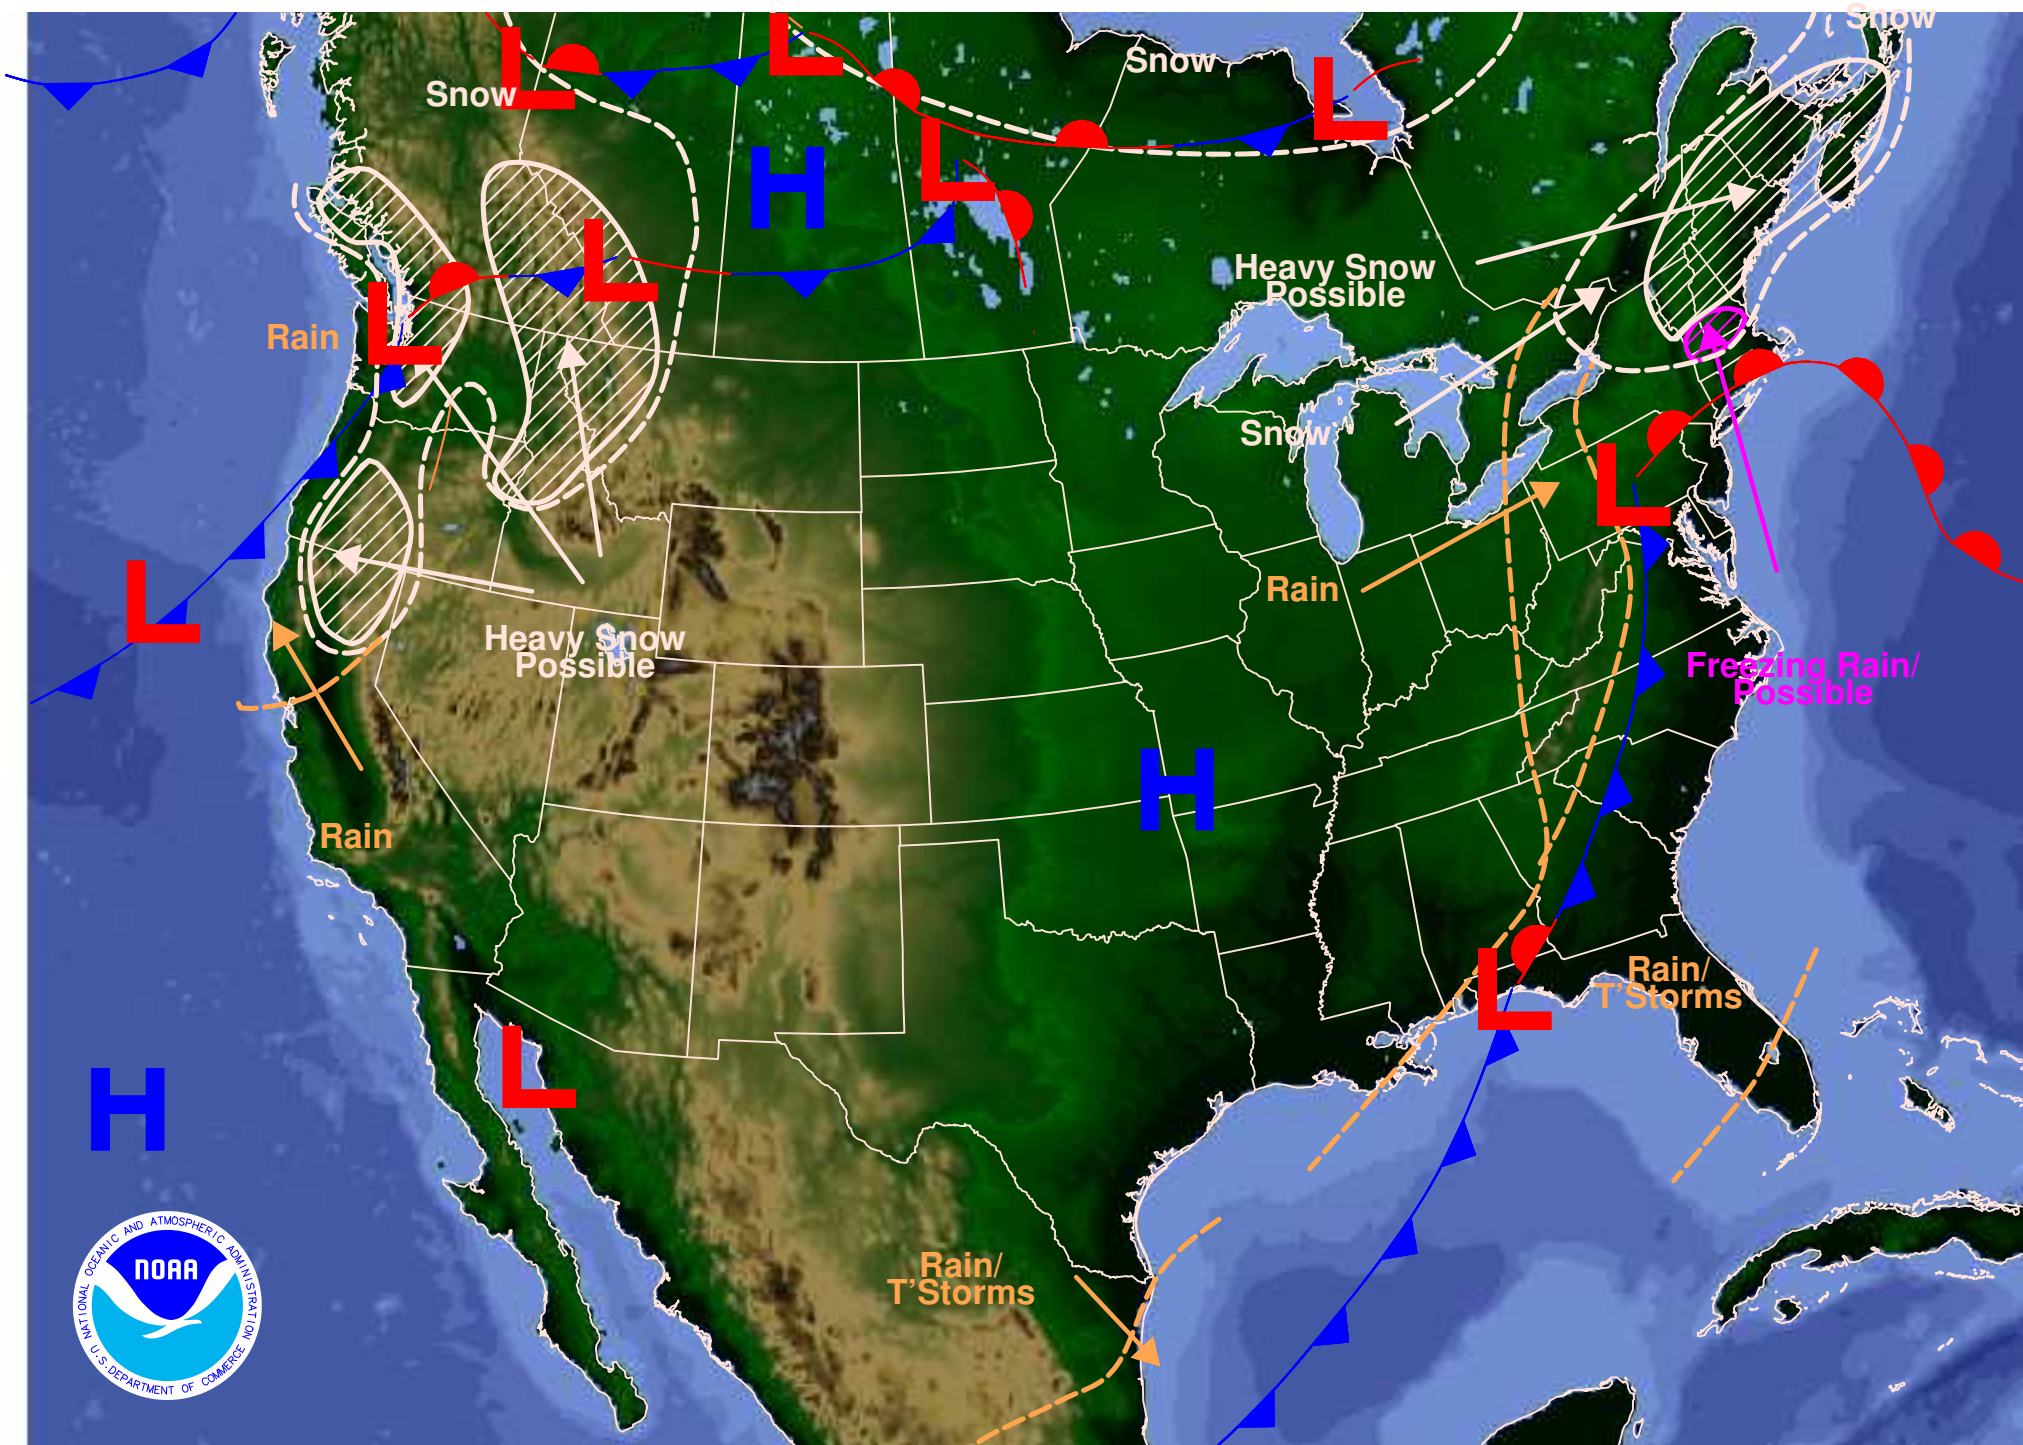 Snow
L
L
Snow
L
Snow
L
H
L
L
Heavy Snow
Possible
L
Rain
Snow
L
L
Rain
Heavy Snow
Possible
Freezing Rain/
Possible
H
Rain
L
Rain/
T'Storms
L
H
Rain/
T'Storms
NATIONAL OCEANIC AND ATMOSPHERIC ADMINISTRATION
NOAA
U.S. DEPARTMENT OF COMMERCE